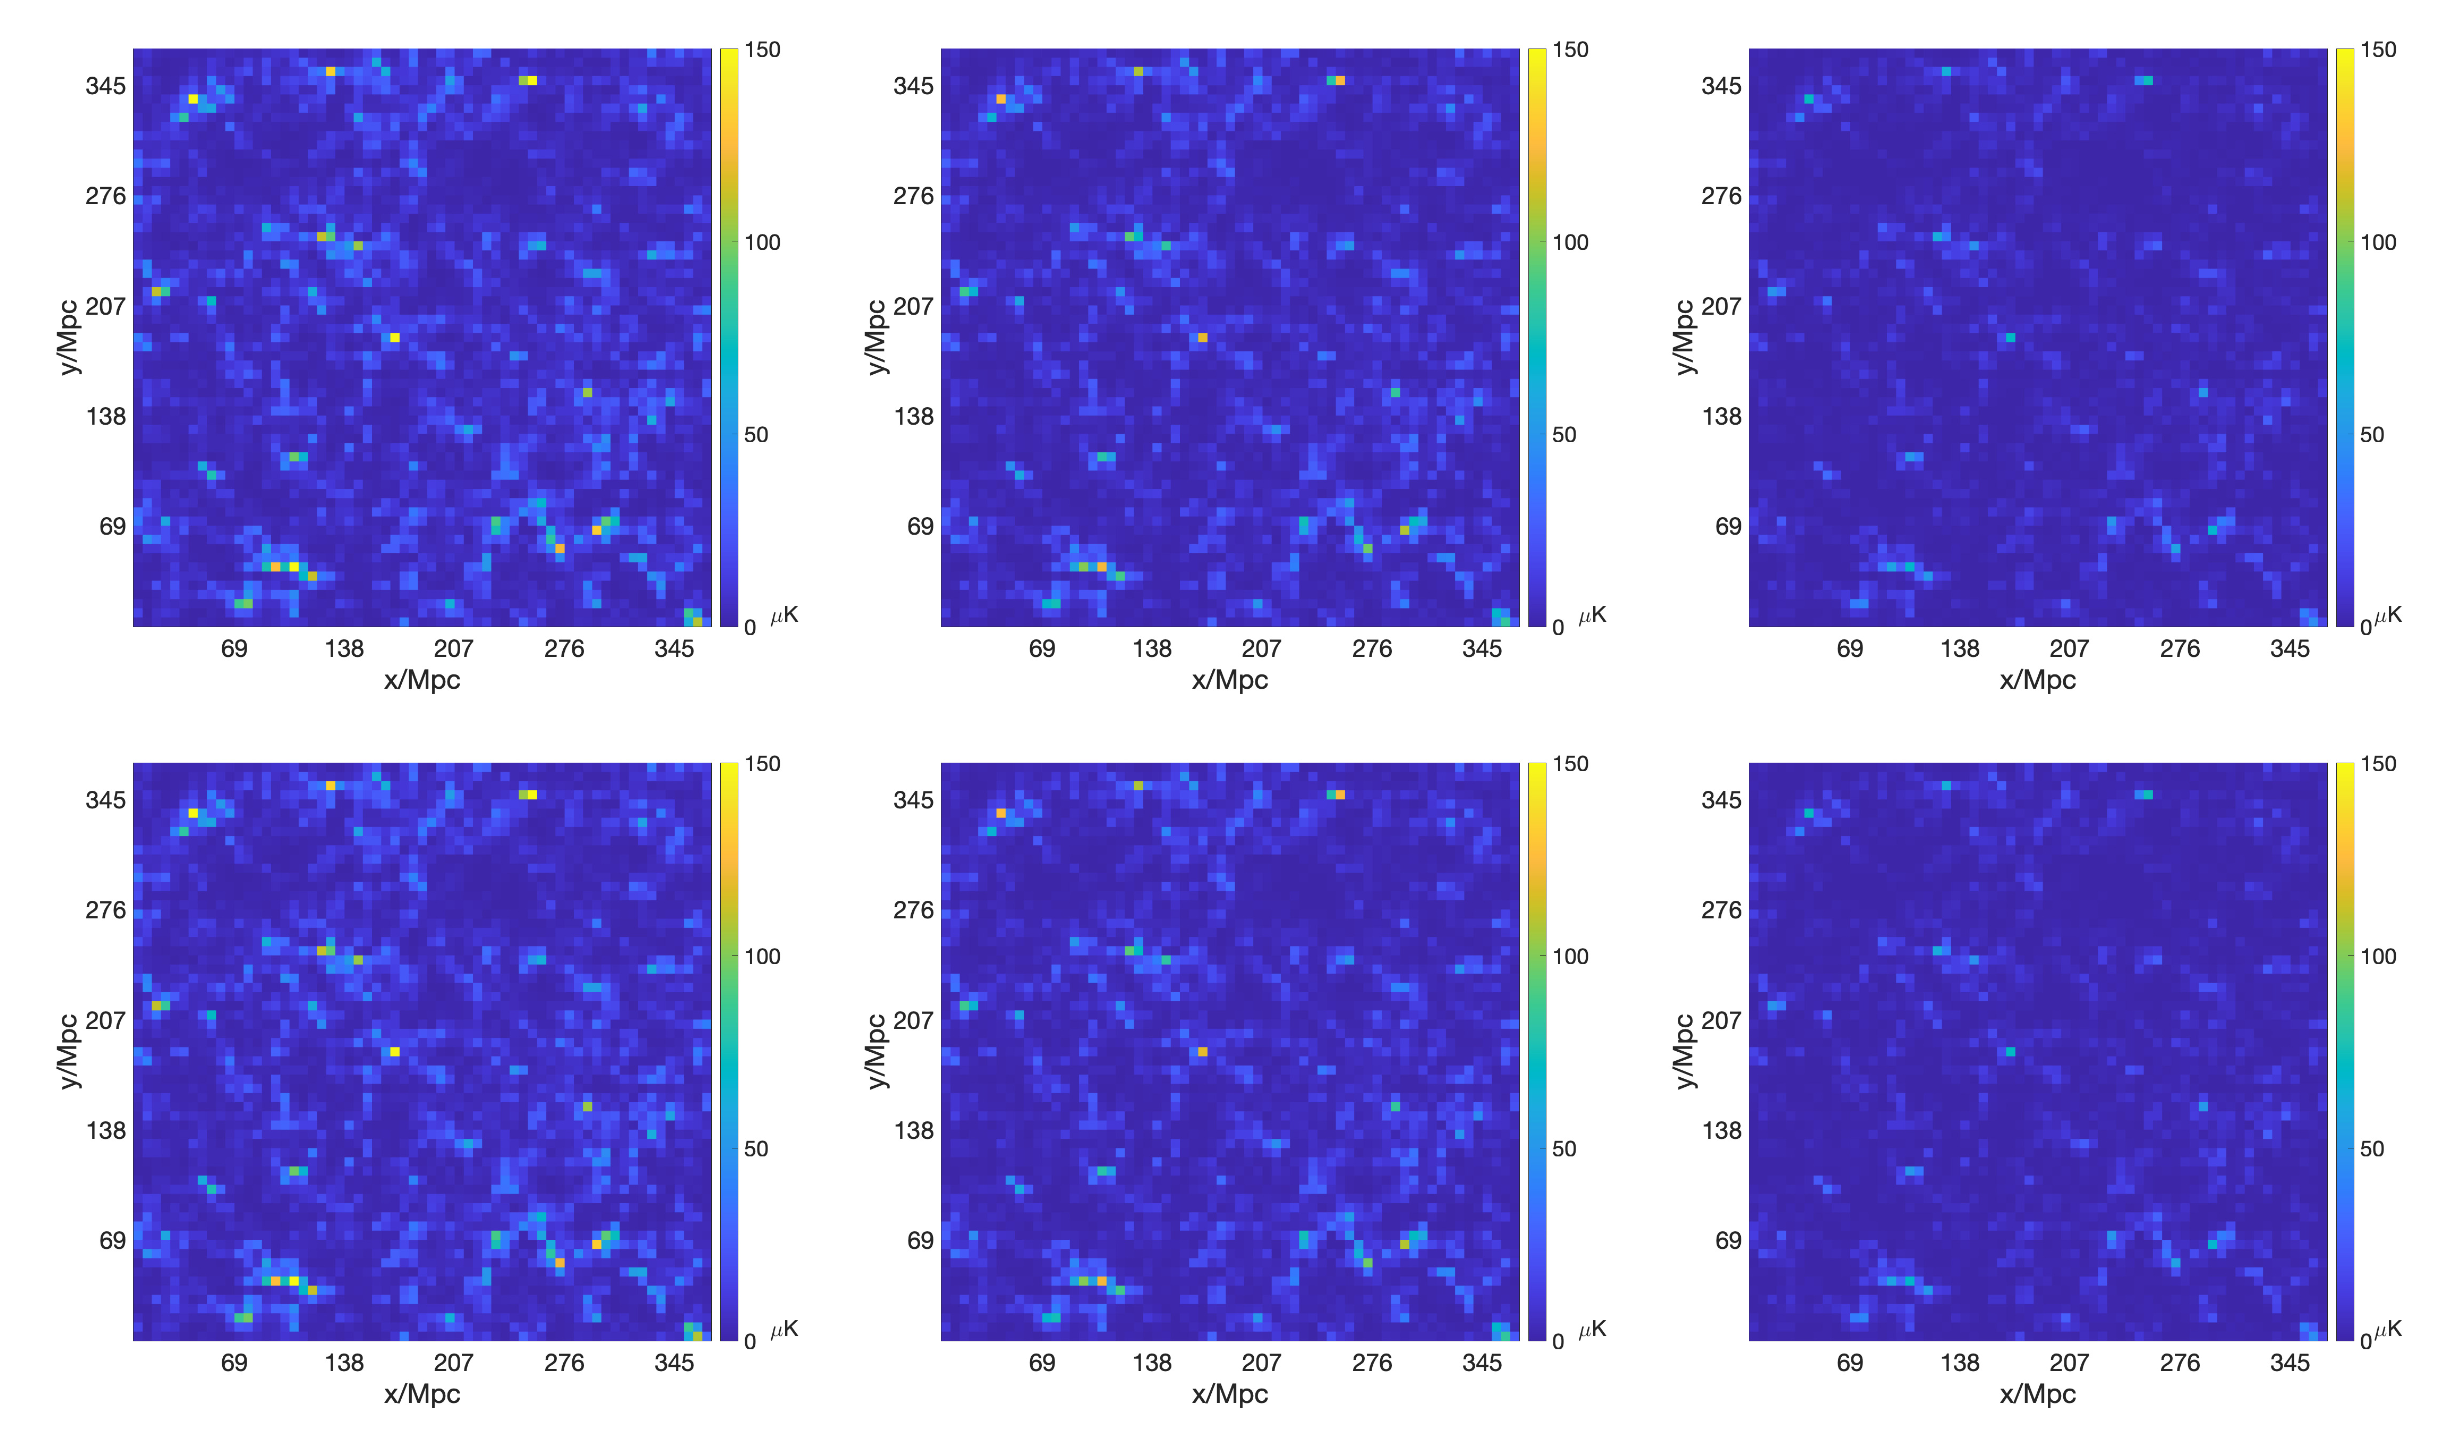 150 150 150
345 345 345
276 276 276
100 100 100
207 207 207
y/Mpc y/Mpc y/Mpc
138 138 138
50 50 50
69 69 69
0 μK 0 μK 0 μK
69 138 207 276 345 69 138 207 276 345 69 138 207 276 345
x/Mpc x/Mpc x/Mpc
150 150 150
345 345 345
276 276 276
100 100 100
207 207 207
y/Mpc y/Mpc y/Mpc
138 138 138
50 50 50
69 69 69
0 μK 0 μK 0 μK
69 138 207 276 345 69 138 207 276 345 69 138 207 276 345
x/Mpc x/Mpc x/Mpc